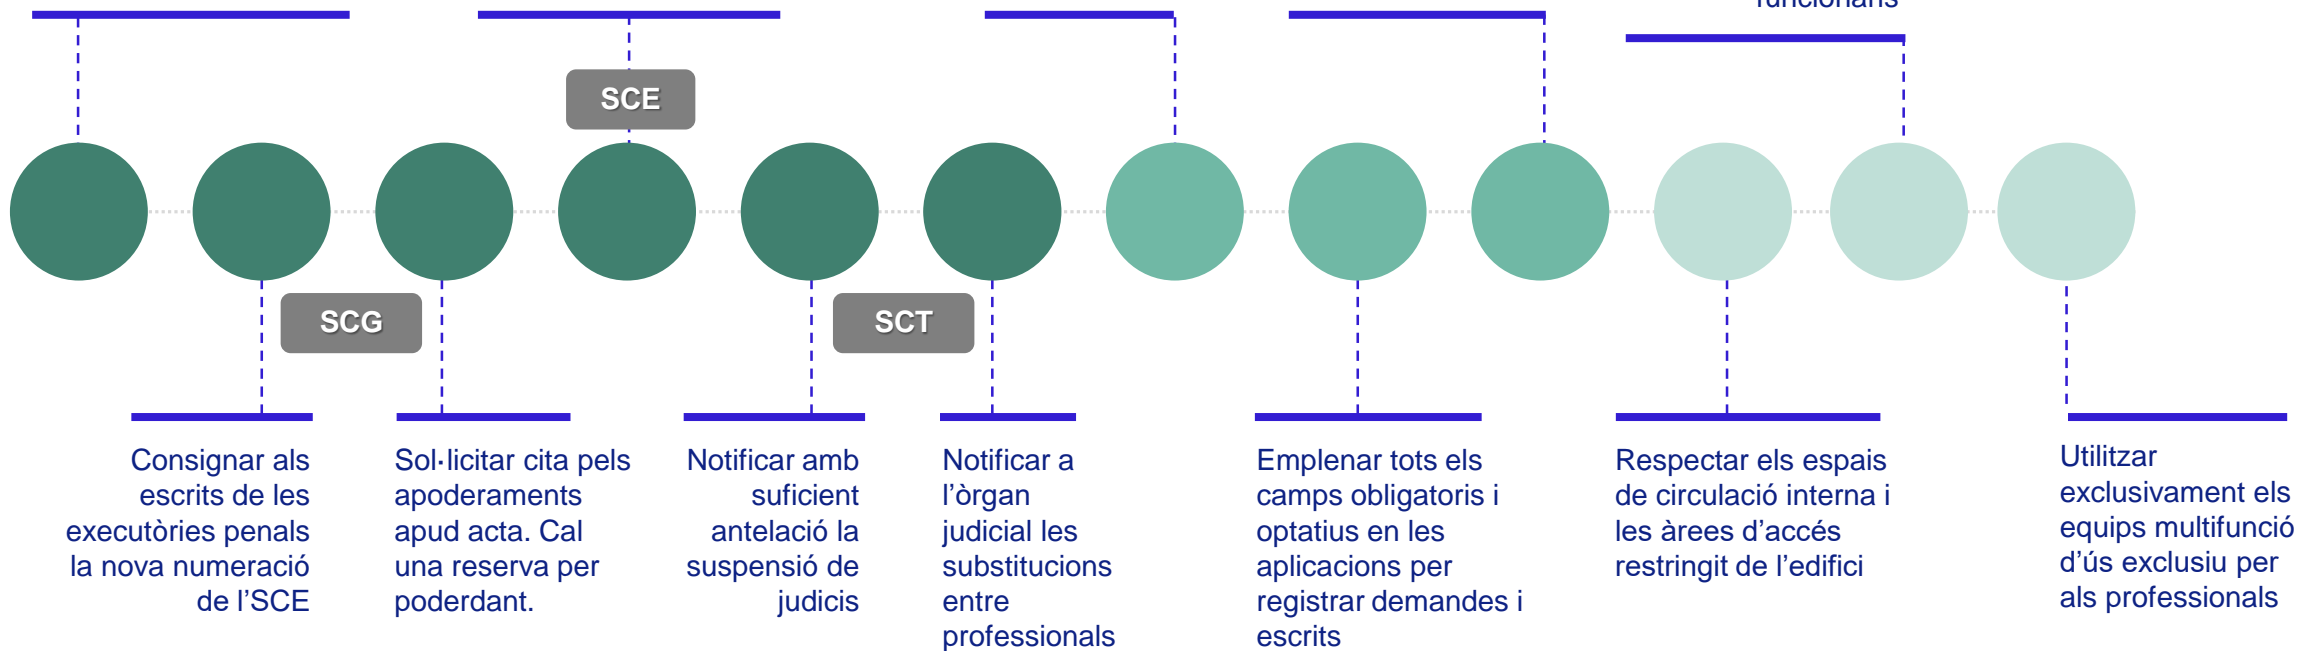 funcionaris
SCE
SCG
SCT
Consignar als
escrits de les
executòries penals
la nova numeració
de l’SCE
Sol·licitar cita pels
apoderaments
apud acta. Cal
una reserva per
poderdant.
Notificar amb
suficient
antelació la
suspensió de
judicis
Notificar a
l’òrgan
judicial les
substitucions
entre
professionals
Emplenar tots els
camps obligatoris i
optatius en les
aplicacions per
registrar demandes i
escrits
Respectar els espais
de circulació interna i
les àrees d’accés
restringit de l’edifici
Utilitzar
exclusivament els
equips multifunció
d’ús exclusiu per
als professionals